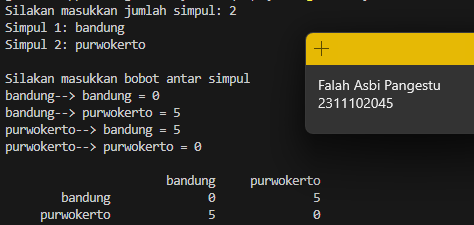 Silakan masukkan jumlah simpul: 2
Simpul 1: bandung
Simpul 2: purwokerto
Silakan masukkan bobot antar simpul
bandung--> bandung = 0
bandung--> purwokerto = 5
purwokerto--> bandung = 5
purwokerto--> purwokerto = 0
bandung purwokerto
bandung 0 5
purwokerto 5 0
Falah Asbi Pangestu
2311102045